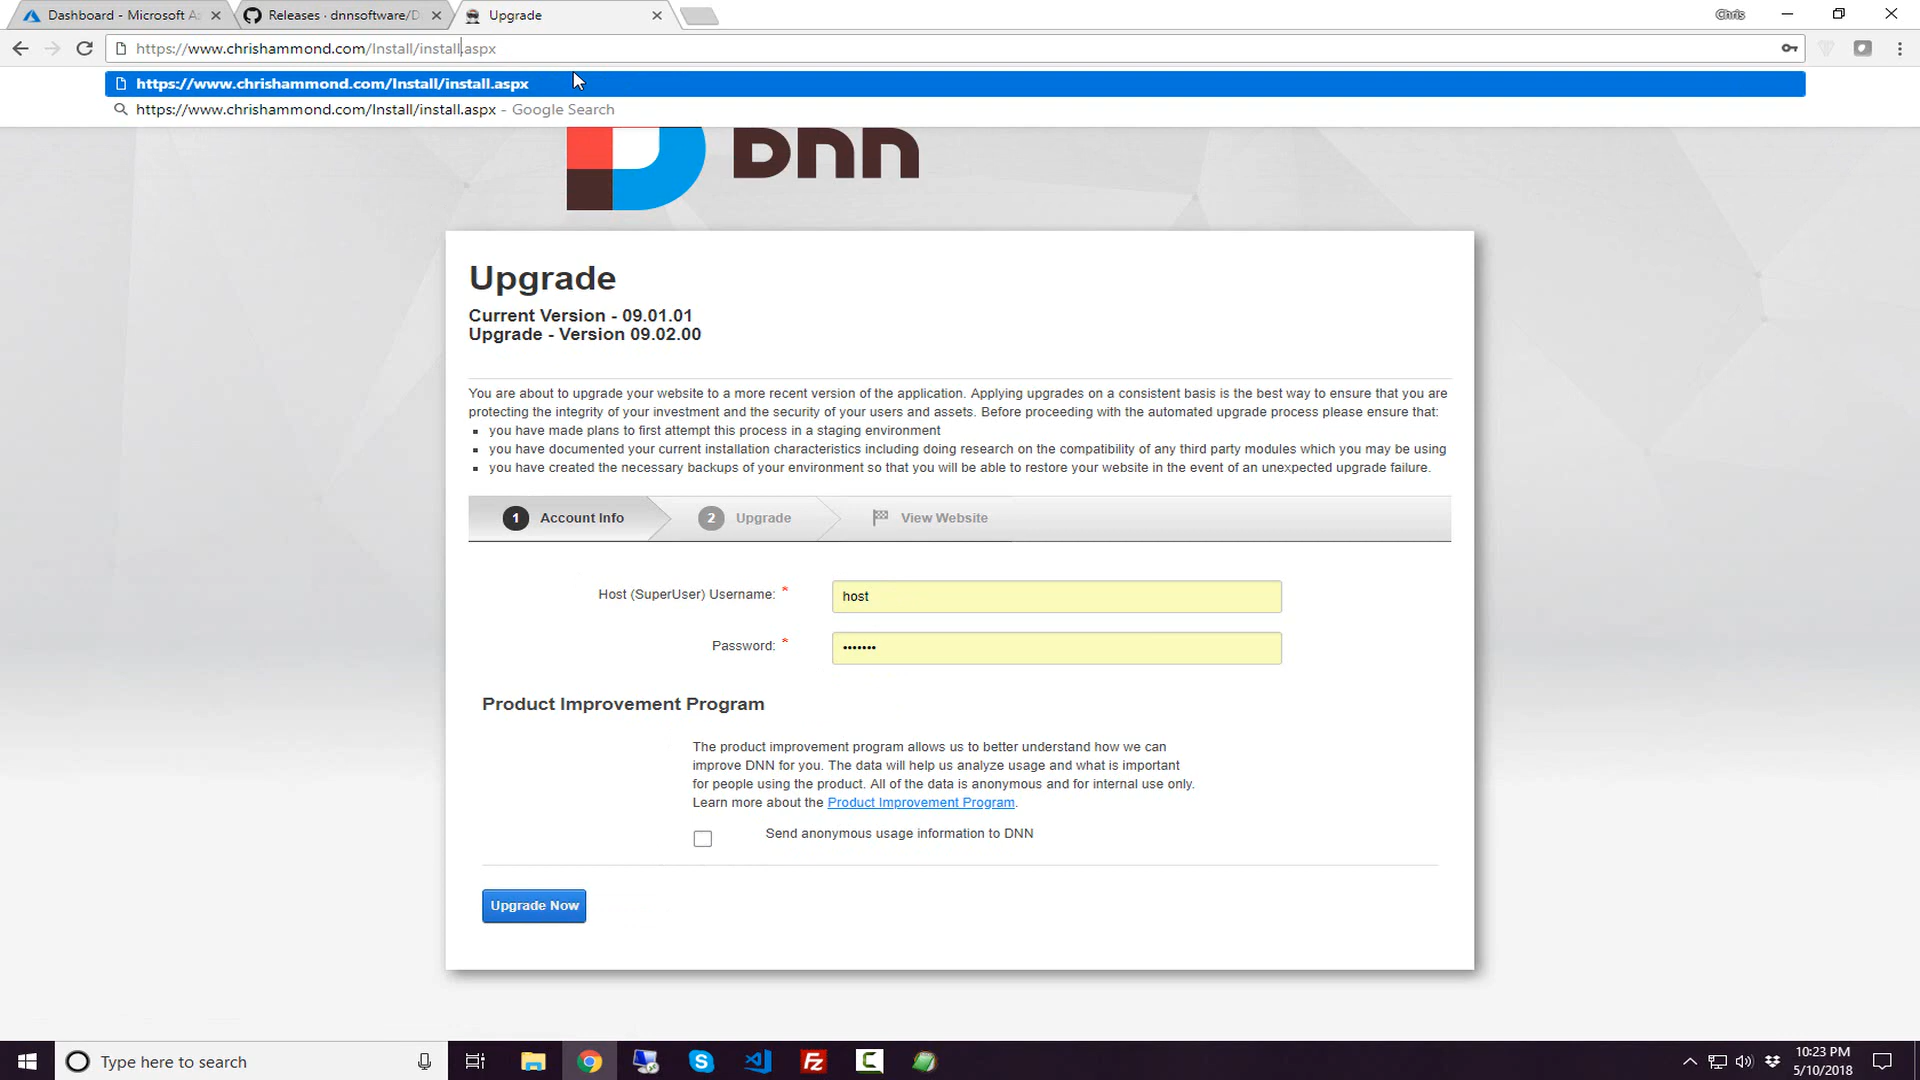 Dashboard - Microsoft A
Releases · dnnsoftware/D
Upgrade
Chris
https://www.chrishammond.com/Install/install.aspx
https://www.chrishammond.com/Install/install.aspx
https://www.chrishammond.com/Install/install.aspx - Google Search
Dnn
Upgrade
Current Version - 09.01.01
Upgrade - Version 09.02.00
You are about to upgrade your website to a more recent version of the application. Applying upgrades on a consistent basis is the best way to ensure that you are
protecting the integrity of your investment and the security of your users and assets. Before proceeding with the automated upgrade process please ensure that:
you have made plans to first attempt this process in a staging environment
you have documented your current installation characteristics including doing research on the compatibility of any third party modules which you may be using
you have created the necessary backups of your environment so that you will be able to restore your website in the event of an unexpected upgrade failure.
1 Account Info 2 Upgrade View Website
Host (SuperUser) Username: * host
Password: * •••••••
Product Improvement Program
The product improvement program allows us to better understand how we can
improve DNN for you. The data will help us analyze usage and what is important
for people using the product. All of the data is anonymous and for internal use only.
Learn more about the Product Improvement Program.
Send anonymous usage information to DNN
Upgrade Now
Type here to search
10:23 PM
5/10/2018